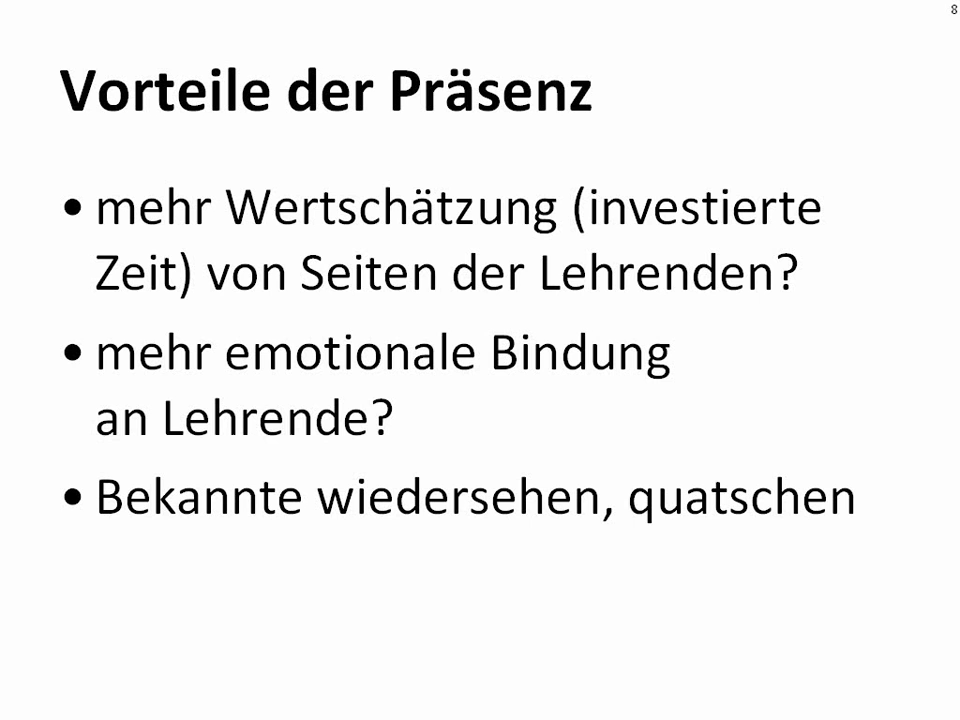 8
Vorteile der Präsenz
• mehr Wertschätzung (investierte
Zeit) von Seiten der Lehrenden?
• mehr emotionale Bindung
an Lehrende?
• Bekannte wiedersehen, quatschen